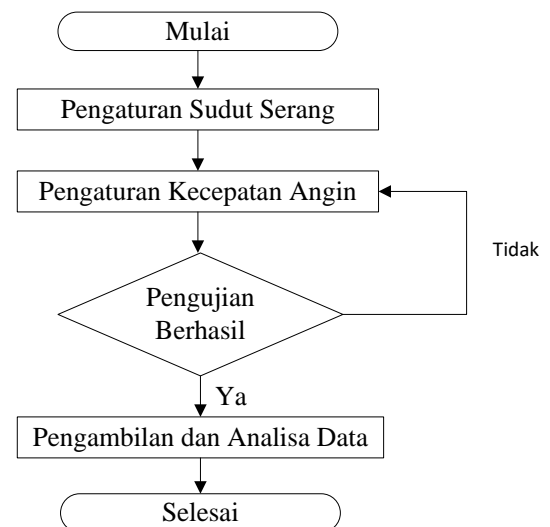 Mulai
Pengaturan Sudut Serang
Pengaturan Kecepatan Angin
Tidak
Pengujian
Berhasil
Ya
Pengambilan dan Analisa Data
Selesai